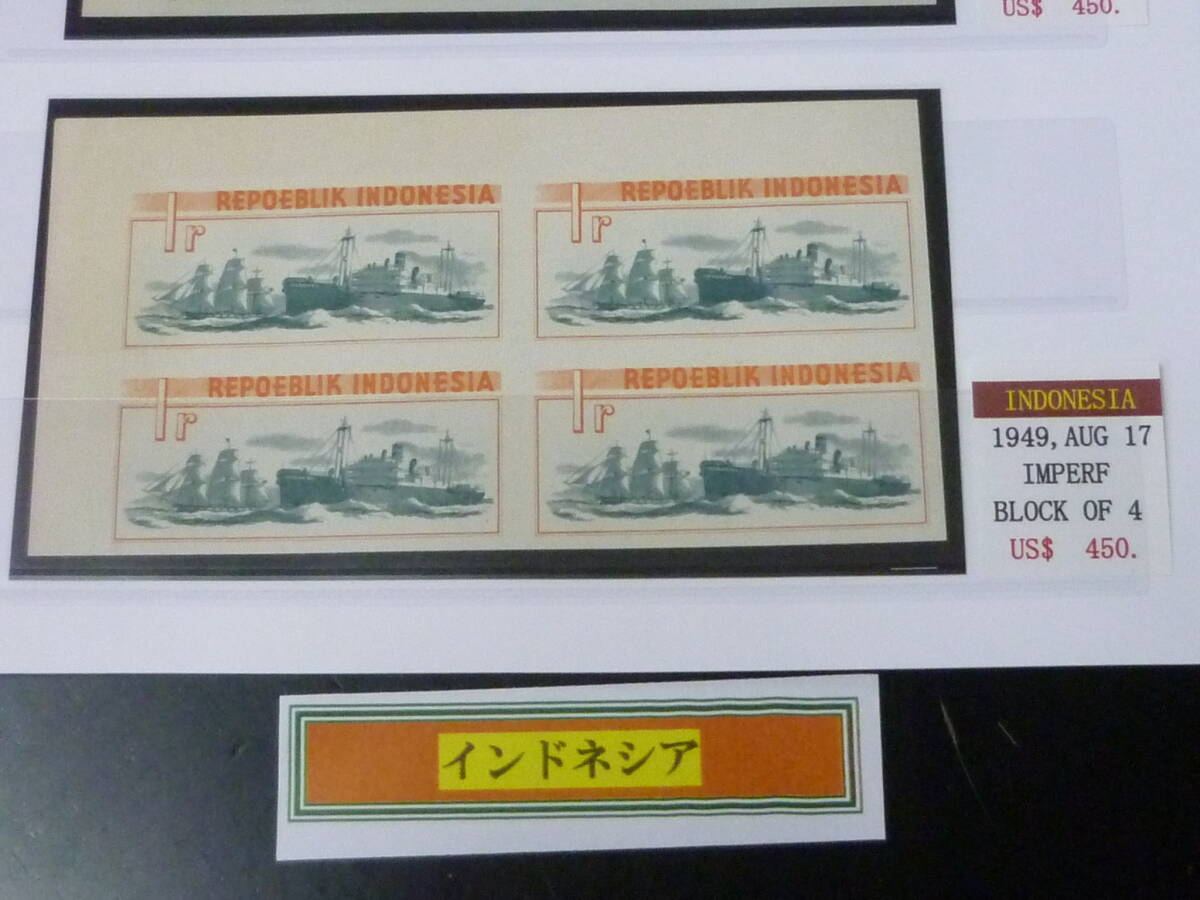 US$ 450.
REPOEBLIK INDONESIA
1r
REPOEBLIK INDONESIA
1r
REPOEBLIK INDONESIA
1r
REPOEBLIK INDONESIA
1r
INDONESIA
1949, AUG 17
IMPERF
BLOCK OF 4
US$ 450.
インドネシア